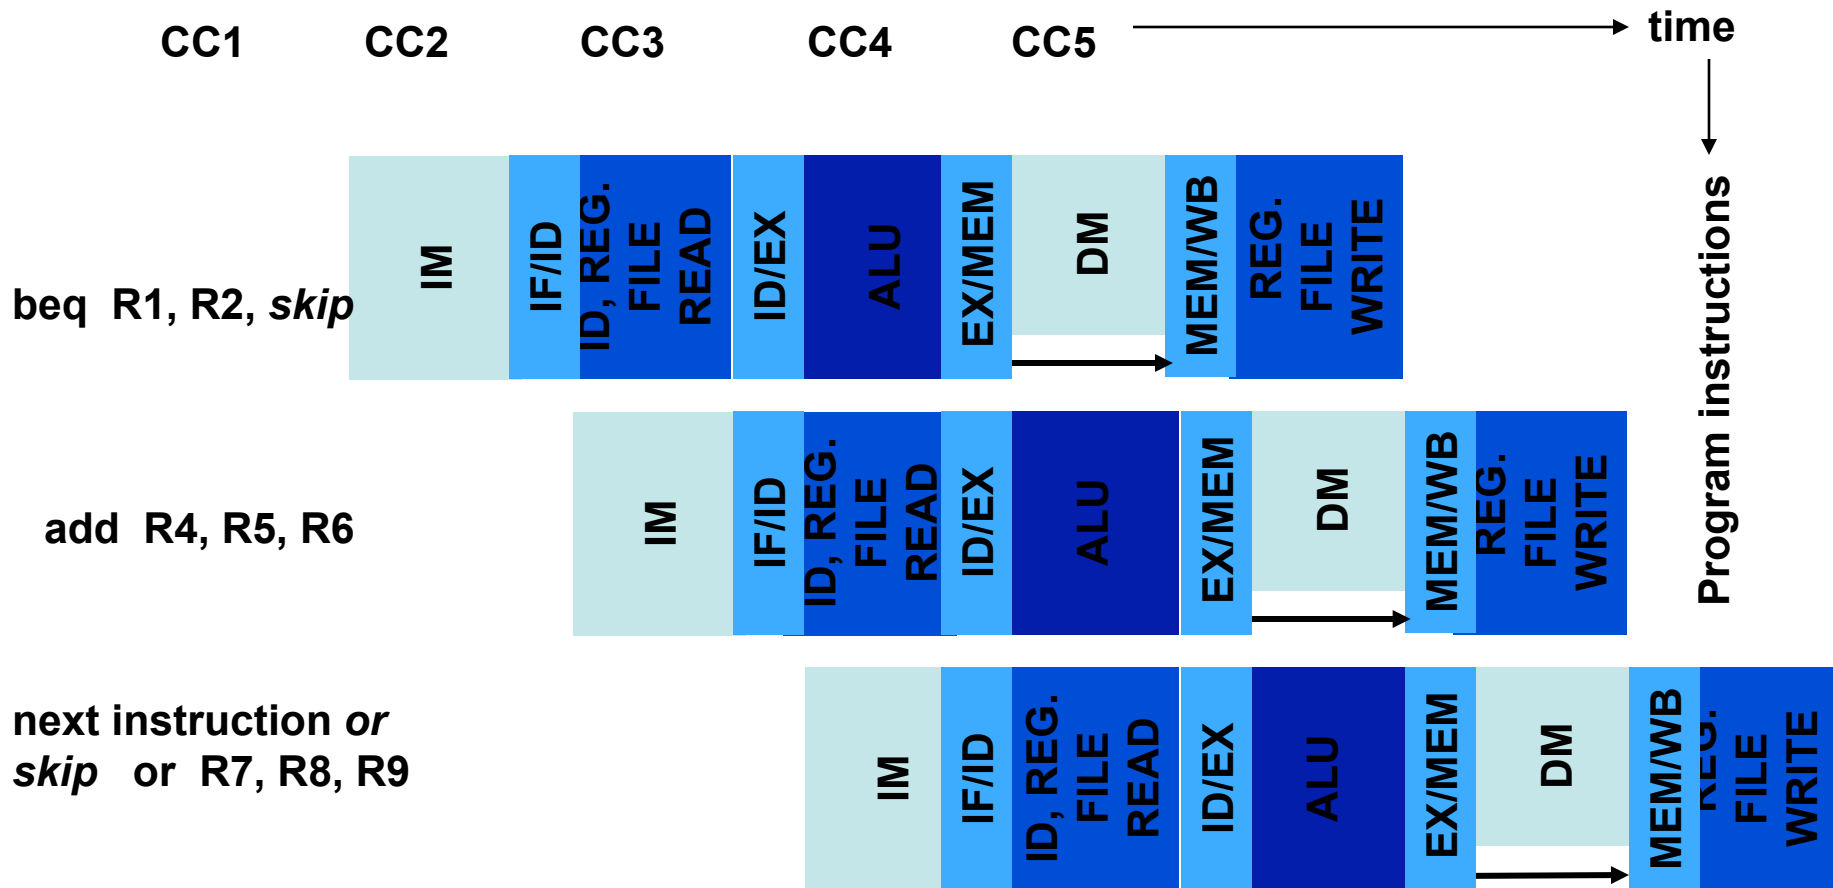 CC1 CC2 CC3 CC4 CC5 time
Program instructions
beq R1, R2, skip
IM
IF/ID
ID, REG.
FILE
READ
ID/EX
ALU
EX/MEM
DM
MEM/WB
REG.
FILE
WRITE
add R4, R5, R6
IM
IF/ID
ID, REG.
FILE
READ
ID/EX
ALU
EX/MEM
DM
MEM/WB
REG.
FILE
WRITE
next instruction or
skip or R7, R8, R9
IM
IF/ID
ID, REG.
FILE
READ
ID/EX
ALU
EX/MEM
DM
MEM/WB
REG.
FILE
WRITE